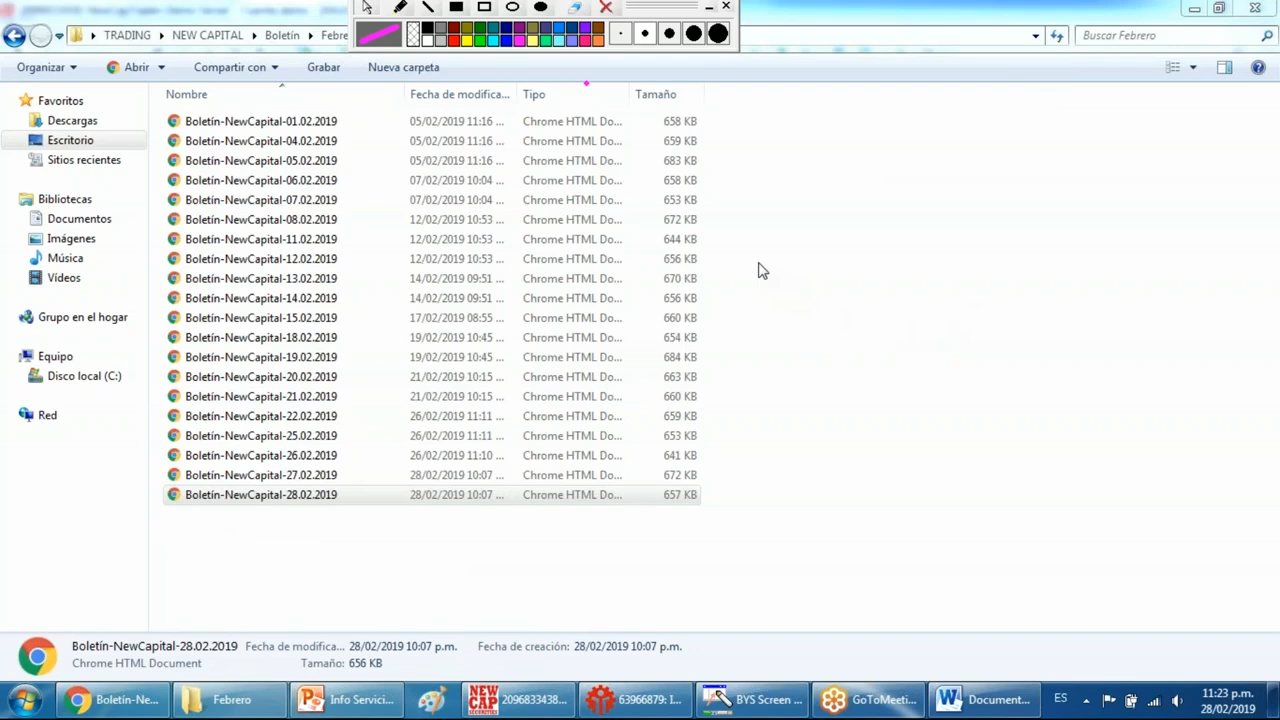 TRADING NEW CAPITAL Boletín Febre
Buscar Febrero
Organizar Abrir Compartir con Grabar Nueva carpeta
Nombre Fecha de modifica... Tipo Tamaño
Favoritos
Descargas
Escritorio
Sitios recientes
Bibliotecas
Documentos
Imágenes
Música
Vídeos
Grupo en el hogar
Equipo
Disco local (C:)
Red
Boletín-NewCapital-01.02.2019 05/02/2019 11:16 ... Chrome HTML Do... 658 KB
Boletín-NewCapital-04.02.2019 05/02/2019 11:16 ... Chrome HTML Do... 659 KB
Boletín-NewCapital-05.02.2019 05/02/2019 11:16 ... Chrome HTML Do... 683 KB
Boletín-NewCapital-06.02.2019 07/02/2019 10:04 ... Chrome HTML Do... 658 KB
Boletín-NewCapital-07.02.2019 07/02/2019 10:04 ... Chrome HTML Do... 653 KB
Boletín-NewCapital-08.02.2019 12/02/2019 10:53 ... Chrome HTML Do... 672 KB
Boletín-NewCapital-11.02.2019 12/02/2019 10:53 ... Chrome HTML Do... 644 KB
Boletín-NewCapital-12.02.2019 12/02/2019 10:53 ... Chrome HTML Do... 656 KB
Boletín-NewCapital-13.02.2019 14/02/2019 09:51 ... Chrome HTML Do... 670 KB
Boletín-NewCapital-14.02.2019 14/02/2019 09:51 ... Chrome HTML Do... 656 KB
Boletín-NewCapital-15.02.2019 17/02/2019 08:55 ... Chrome HTML Do... 660 KB
Boletín-NewCapital-18.02.2019 19/02/2019 10:45 ... Chrome HTML Do... 654 KB
Boletín-NewCapital-19.02.2019 19/02/2019 10:45 ... Chrome HTML Do... 684 KB
Boletín-NewCapital-20.02.2019 21/02/2019 10:15 ... Chrome HTML Do... 663 KB
Boletín-NewCapital-21.02.2019 21/02/2019 10:15 ... Chrome HTML Do... 660 KB
Boletín-NewCapital-22.02.2019 26/02/2019 11:11 ... Chrome HTML Do... 659 KB
Boletín-NewCapital-25.02.2019 26/02/2019 11:11 ... Chrome HTML Do... 653 KB
Boletín-NewCapital-26.02.2019 26/02/2019 11:10 ... Chrome HTML Do... 641 KB
Boletín-NewCapital-27.02.2019 28/02/2019 10:07 ... Chrome HTML Do... 672 KB
Boletín-NewCapital-28.02.2019 28/02/2019 10:07 ... Chrome HTML Do... 657 KB
Boletín-NewCapital-28.02.2019 Fecha de modifica... 28/02/2019 10:07 p.m. Fecha de creación: 28/02/2019 10:07 p.m.
Chrome HTML Document Tamaño: 656 KB
Boletín-Ne... Febrero Info Servici... NEW CAP SECURITIES 2096833438... 63966879: I... BYS Screen ... GoToMeeti... Document... ES
11:23 p.m.
28/02/2019